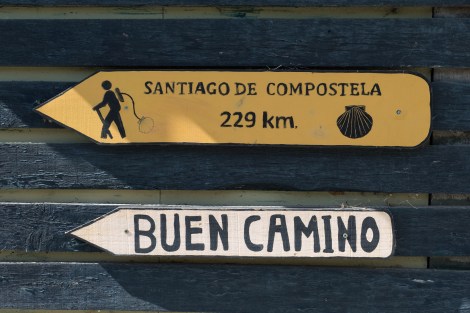 SANTIAGO DE COMPOSTELA
229 km.
BUEN CAMINO